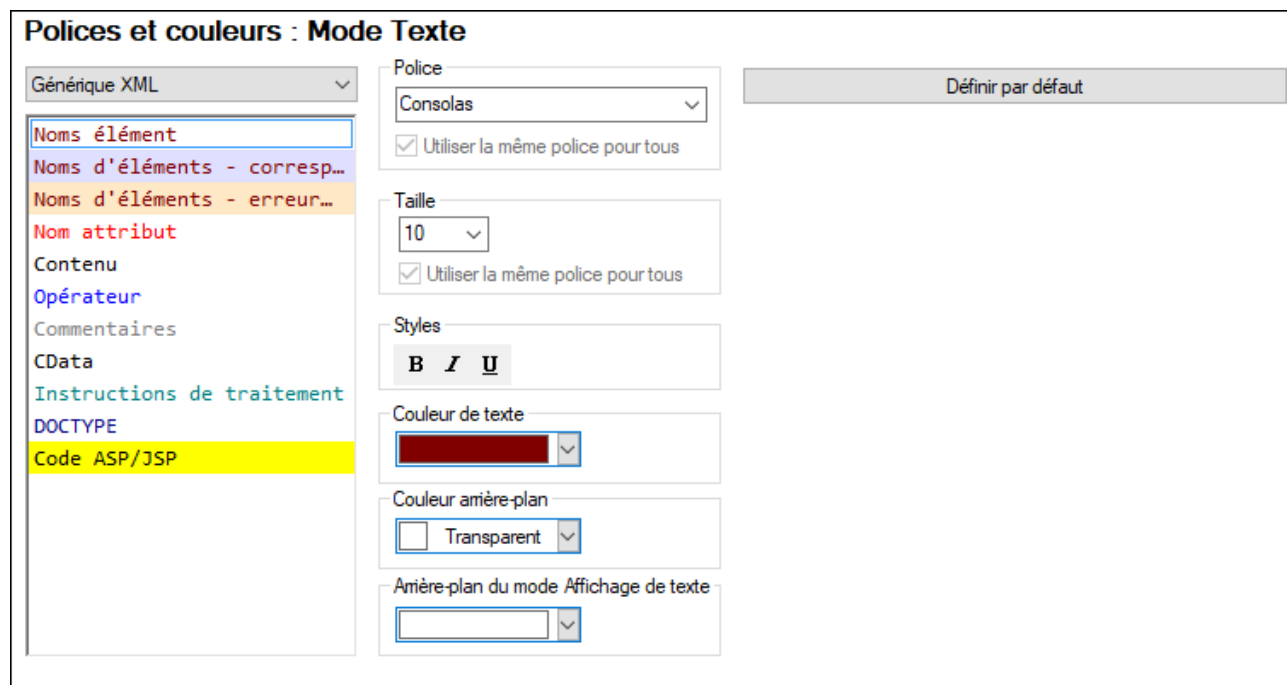 Polices et couleurs : Mode Texte
Générique XML
Noms élément
Noms d'éléments - corresp…
Noms d'éléments - erreur…
Nom attribut
Contenu
Opérateur
Commentaires
CData
Instructions de traitement
DOCTYPE
Code ASP/JSP
Police
Consolas
Utiliser la même police pour tous
Taille
10
Utiliser la même police pour tous
Styles
B I U
Couleur de texte
Couleur arrière-plan
Transparent
Arrière-plan du mode Affichage de texte
Définir par défaut